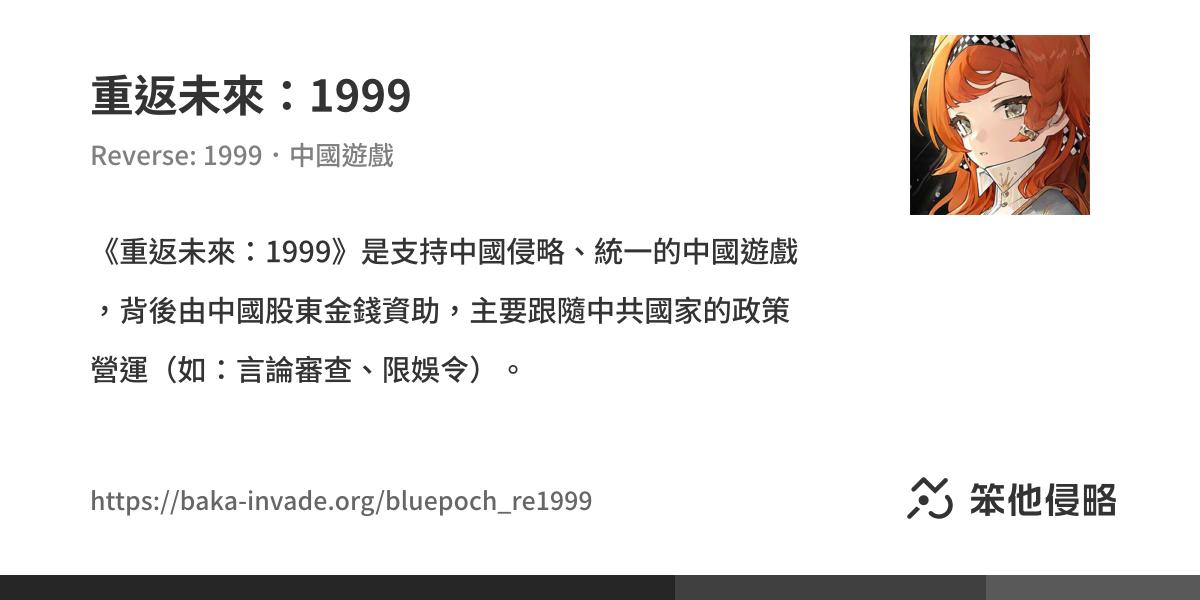 重返未來：1999
Reverse: 1999・中國遊戲
《重返未來：1999》是支持中國侵略、統一的中國遊戲
，背後由中國股東金錢資助，主要跟隨中共國家的政策
營運（如：言論審查、限娛令）。
https://baka-invade.org/bluepoch_re1999
笨他侵略